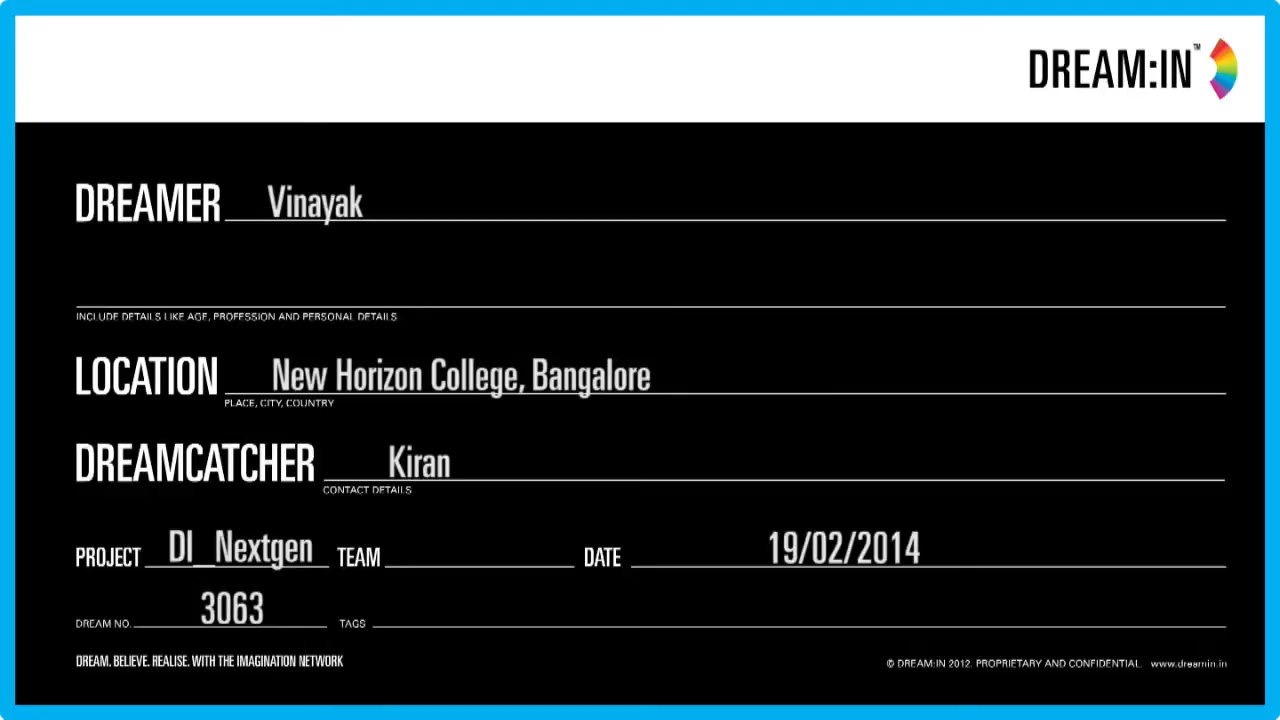 DREAM:IN™
DREAMER Vinayak
INCLUDE DETAILS LIKE AGE, PROFESSION AND PERSONAL DETAILS
LOCATION New Horizon College, Bangalore
PLACE, CITY, COUNTRY
DREAMCATCHER Kiran
CONTACT DETAILS
PROJECT DI_Nextgen TEAM DATE 19/02/2014
DREAM NO. 3063 TAGS
DREAM. BELIEVE. REALISE. WITH THE IMAGINATION NETWORK © DREAM:IN 2012. PROPRIETARY AND CONFIDENTIAL. www.dreamin.in